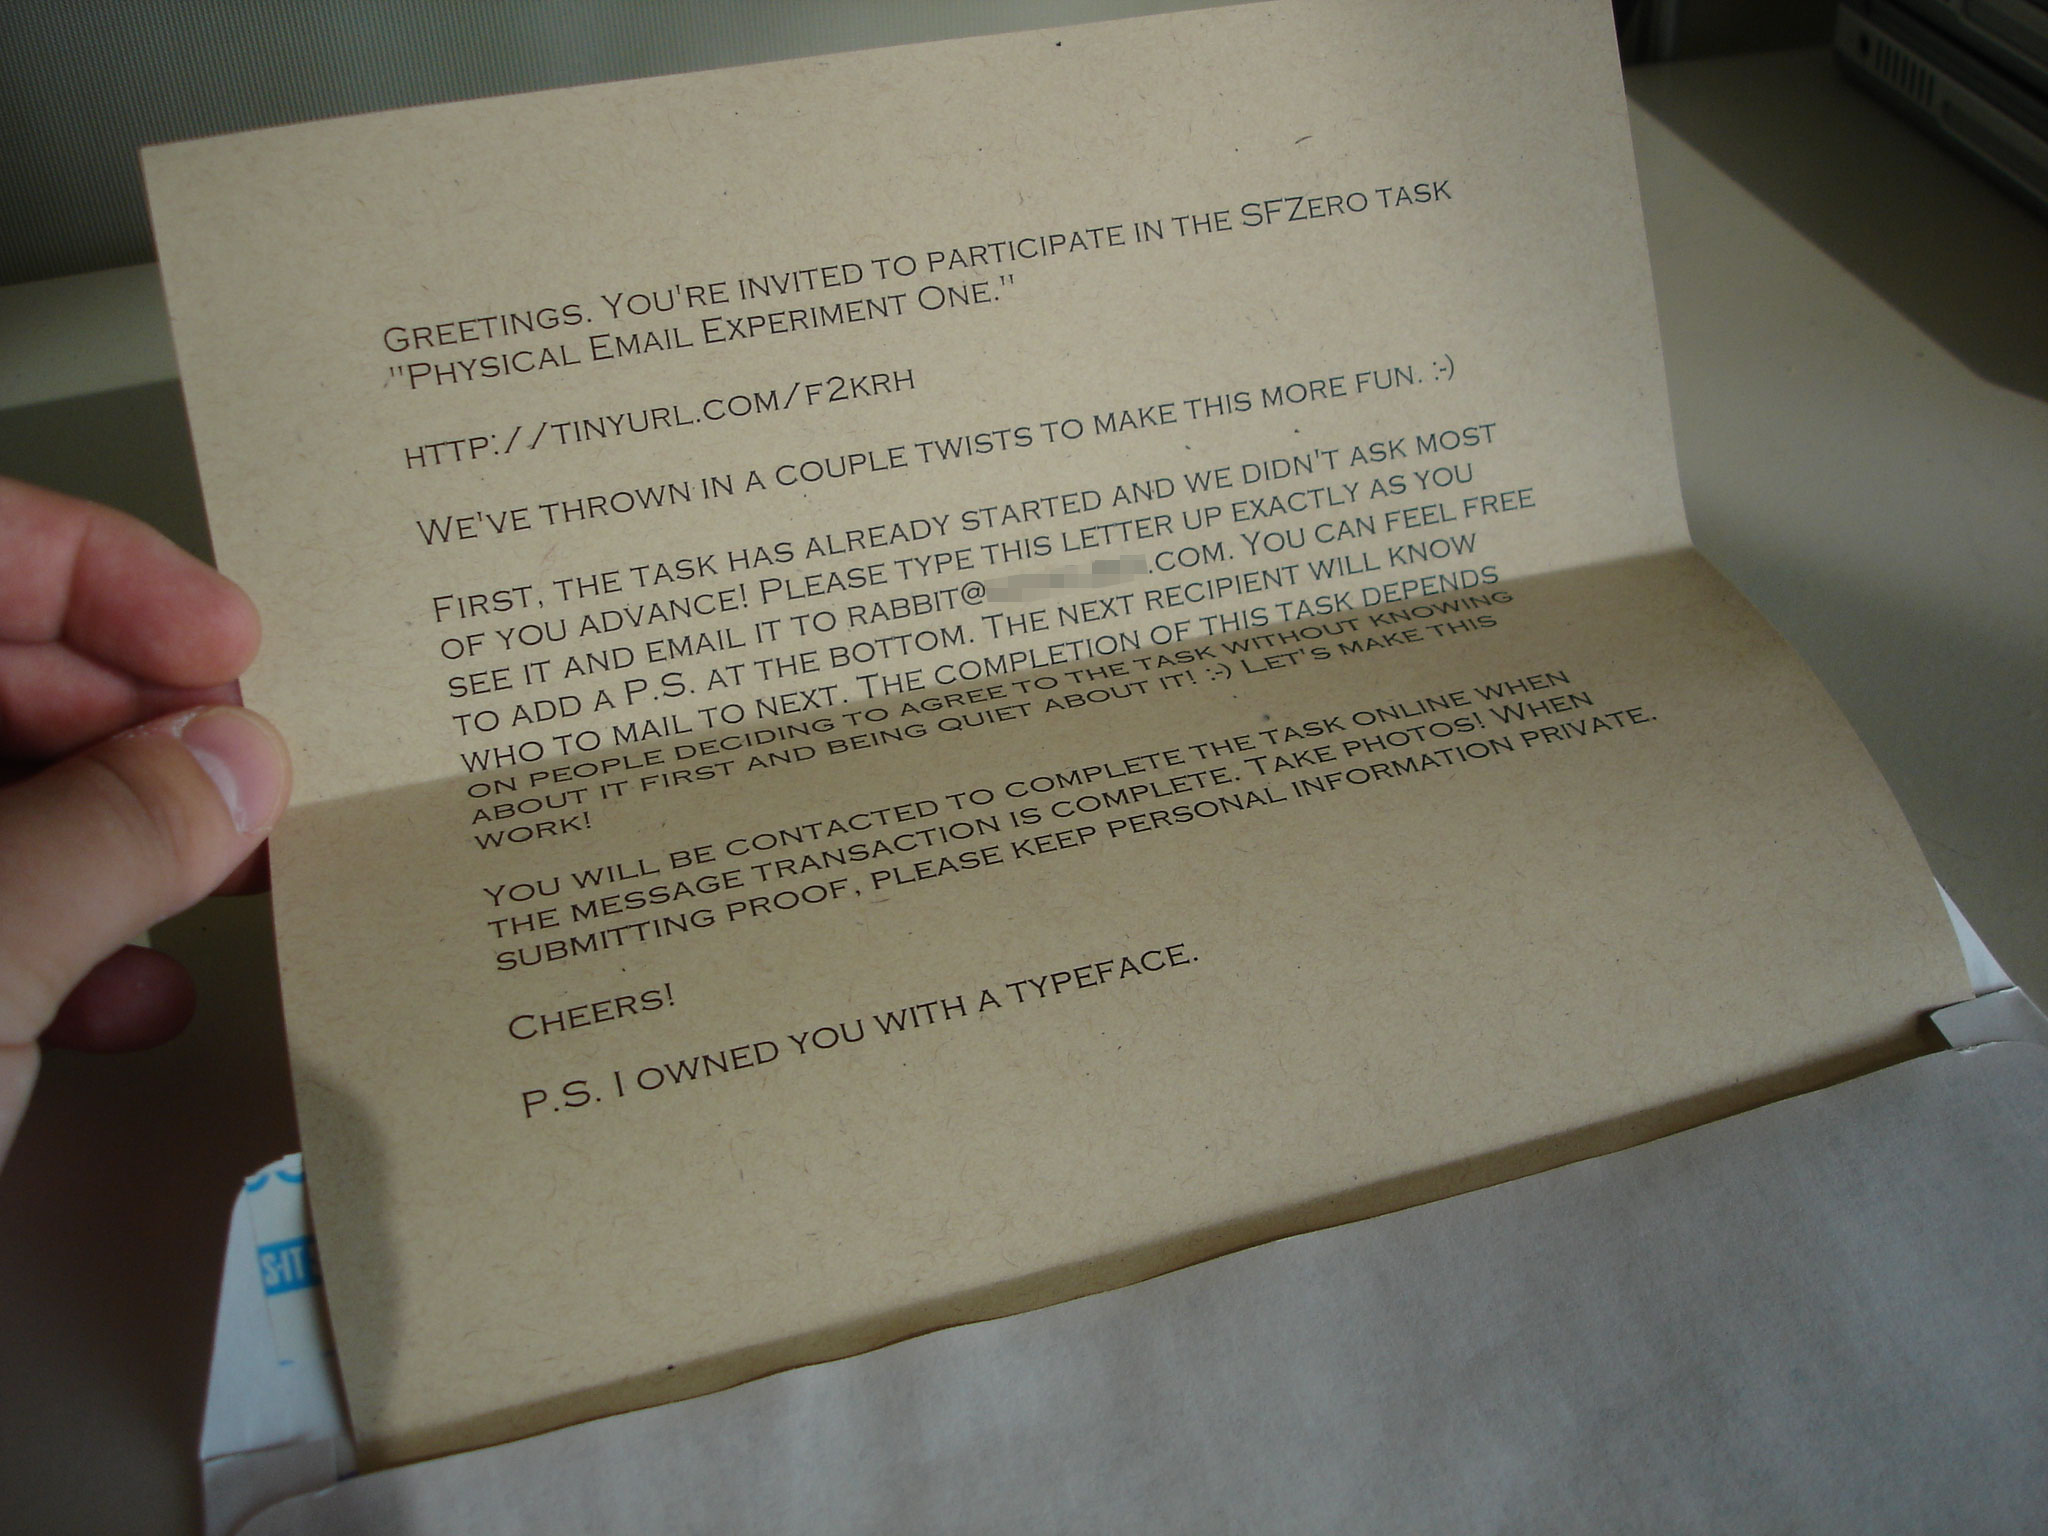 Greetings. You're invited to participate in the SFZero task
"Physical Email Experiment One."
http://tinyurl.com/f2krh
We've thrown in a couple twists to make this more fun. :-)
First, the task has already started and we didn't ask most
of you advance! Please type this letter up exactly as you
see it and email it to rabbit@ .com. You can feel free
to add a P.S. at the bottom. The next recipient will know
who to mail to next. The completion of this task depends
on people deciding to agree to the task without knowing
about it first and being quiet about it! :-) Let's make this
work!
You will be contacted to complete the task online when
the message transaction is complete. Take photos! When
submitting proof, please keep personal information private.
Cheers!
P.S. I owned you with a typeface.